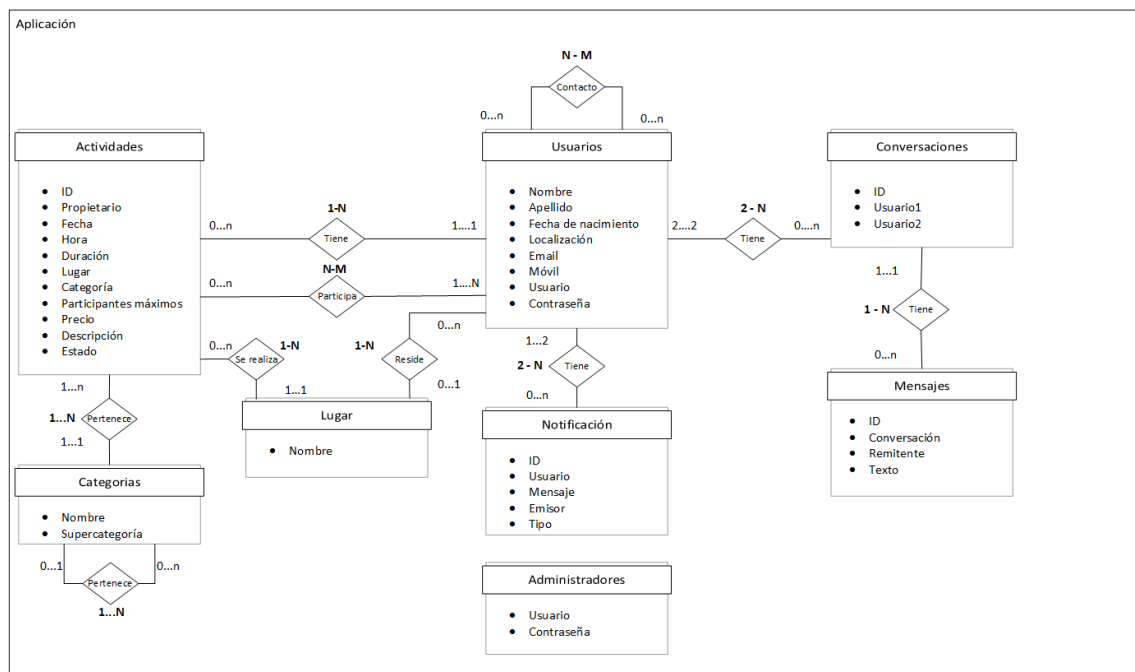 Aplicación
N - M
Contacto
0...n
0...n
Actividades
ID
Propietario
Fecha
Hora
Duración
Lugar
Categoría
Participantes máximos
Precio
Descripción
Estado
Usuarios
Nombre
Apellido
Fecha de nacimiento
Localización
Email
Móvil
Usuario
Contraseña
Conversaciones
ID
Usuario1
Usuario2
0...n
1-N
Tiene
1....1
2....2
2 - N
Tiene
0....n
0...n
N-M
Participa
1....N
1...1
1 - N
Tiene
0...n
0...n
Se realiza
1-N
1...1
0...n
1-N
Reside
0...1
1...2
2 - N
Tiene
0...n
1...n
1...N
Pertenece
1...1
Lugar
Nombre
Notificación
ID
Usuario
Mensaje
Emisor
Tipo
Mensajes
ID
Conversación
Remitente
Texto
Categorias
Nombre
Supercategoría
0...1
0...n
Pertenece
1...N
Administradores
Usuario
Contraseña